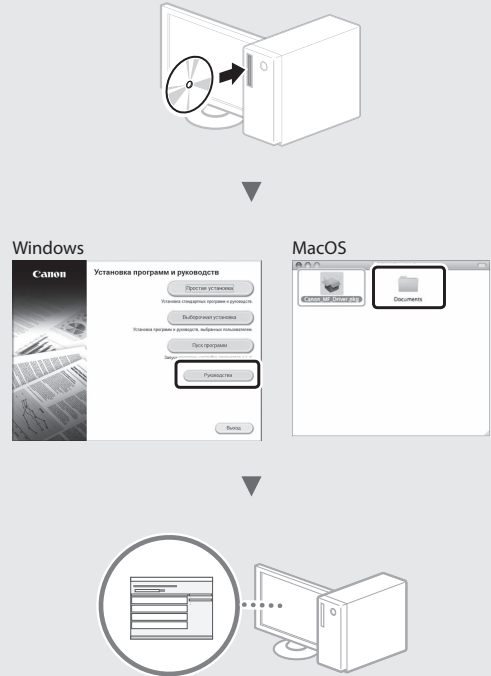 Windows
MacOS
Canon
Установка программ и руководств
Простая установка
Установка стандартных программ и руководств.
Выборочная установка
Установка программ и руководств, выбранных пользователем.
Пуск программ
Запуск
Руководства
Выход
Canon_MF_Driver.pkg
Documents